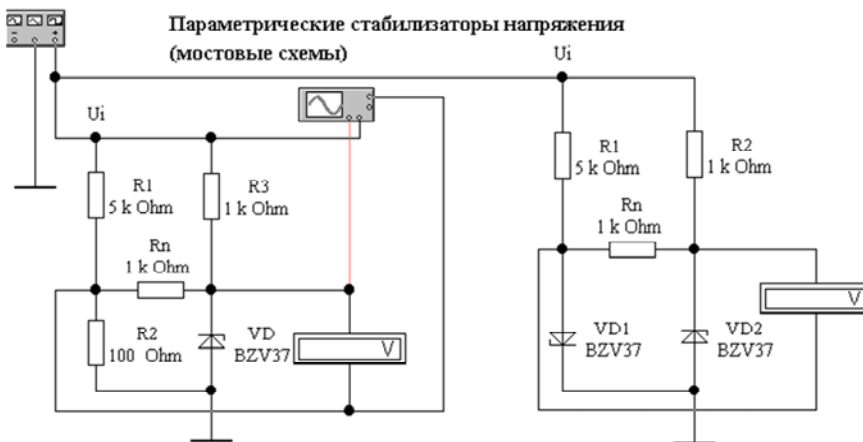 Параметрические стабилизаторы напряжения
(мостовые схемы)
Ui
Ui
R1
5 k Ohm
R3
1 k Ohm
Rn
1 k Ohm
R2
100 Ohm
VD
BZV37
V
R1
5 k Ohm
R2
1 k Ohm
Rn
1 k Ohm
VD1
BZV37
VD2
BZV37
V